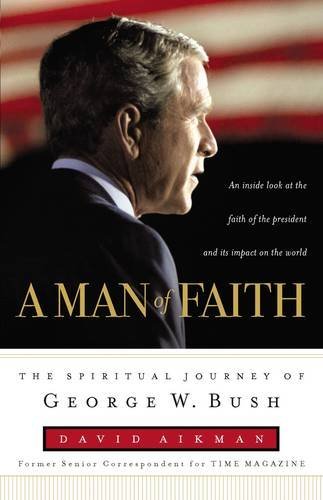 An inside look at the
faith of the president
and its impact on the world
A MAN of FAITH
THE SPIRITUAL JOURNEY OF
GEORGE W. BUSH
DAVID AIKMAN
Former Senior Correspondent for TIME MAGAZINE